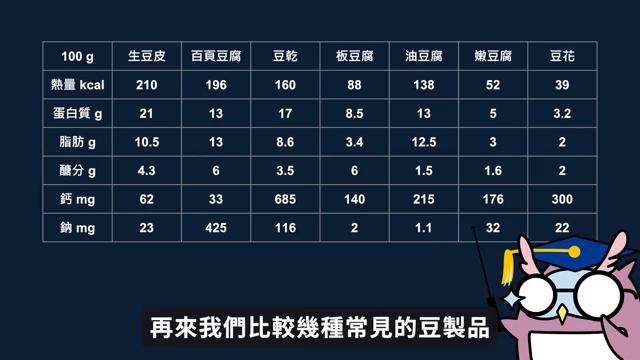 100 g 生豆皮 百頁豆腐 豆乾 板豆腐 油豆腐 嫩豆腐 豆花
熱量 kcal 210 196 160 88 138 52 39
蛋白質 g 21 13 17 8.5 13 5 3.2
脂肪 g 10.5 13 8.6 3.4 12.5 3 2
醣分 g 4.3 6 3.5 6 1.5 1.6 2
鈣 mg 62 33 685 140 215 176 300
鈉 mg 23 425 116 2 1.1 32 22
再來我們比較幾種常見的豆製品